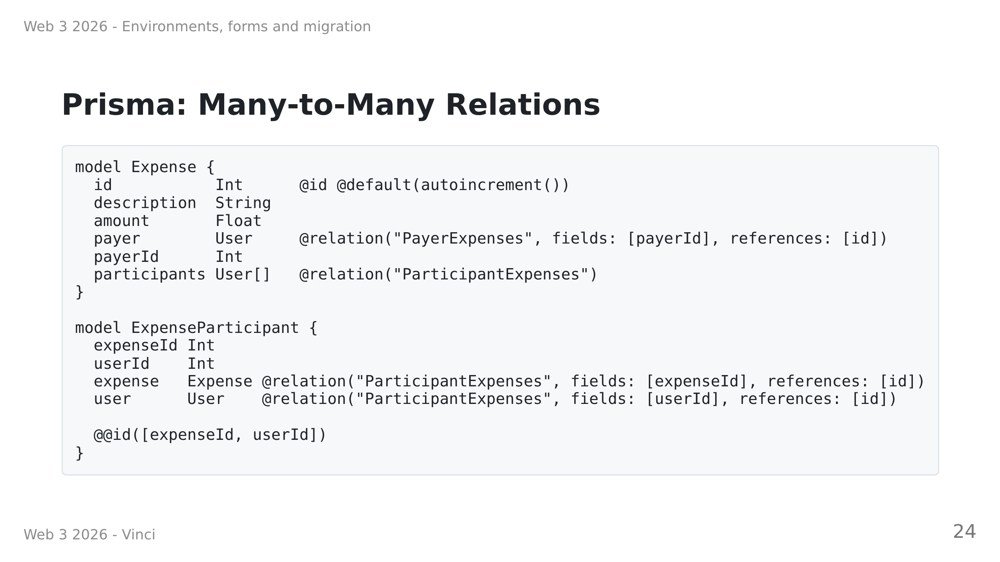 Web 3 2026 - Environments, forms and migration
Prisma: Many-to-Many Relations
model Expense {
  id           Int      @id @default(autoincrement())
  description  String
  amount       Float
  payer        User     @relation("PayerExpenses", fields: [payerId], references: [id])
  payerId      Int
  participants User[]   @relation("ParticipantExpenses")
}

model ExpenseParticipant {
  expenseId Int
  userId    Int
  expense   Expense @relation("ParticipantExpenses", fields: [expenseId], references: [id])
  user      User    @relation("ParticipantExpenses", fields: [userId], references: [id])

  @@id([expenseId, userId])
}
Web 3 2026 - Vinci
24